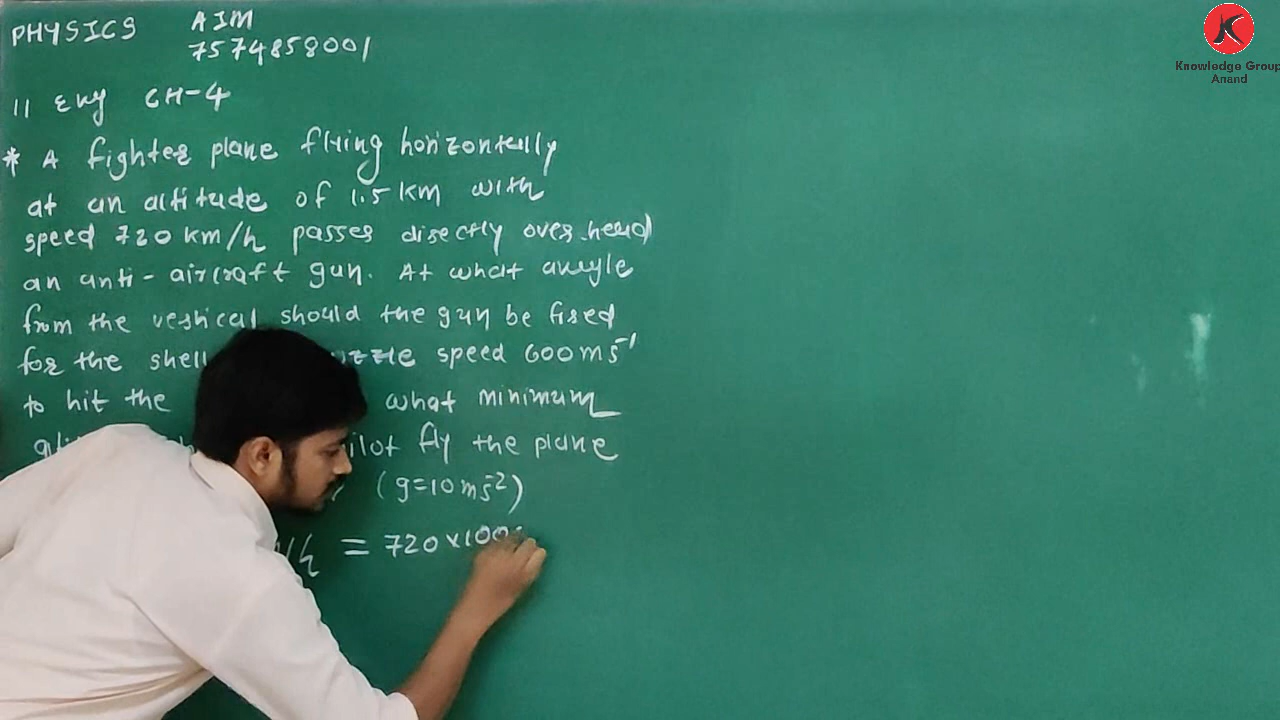 PHYSICS AIM
7574858001
11 Eng CH-4
* A fighter plane flying horizontally
at an altitude of 1.5 km with
speed 720 km/h passes directly over head
an anti-aircraft gun. At what angle
from the vertical should the gun be fired
for the shell muzzle speed 600 ms⁻¹
to hit the what minimum
pilot fly the plane
(g=10 ms⁻²)
/h = 720×100
K
Knowledge Group
Anand